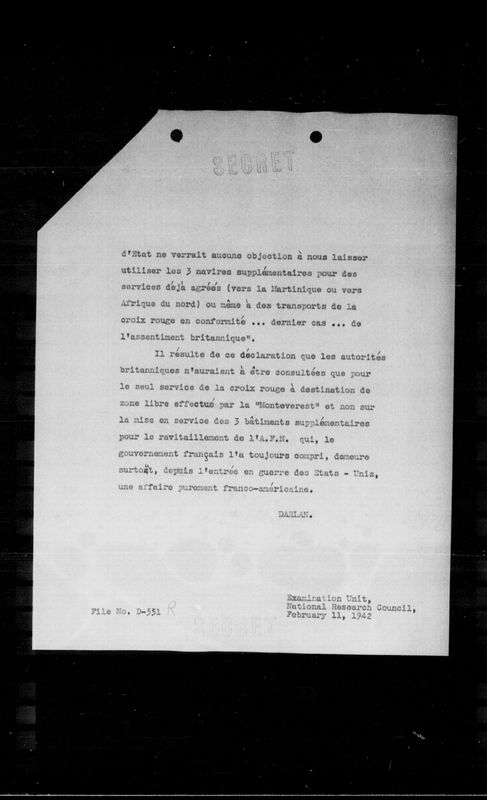 SECRET
d'Etat ne verrait aucune objection à nous laisser
utiliser les 3 navires supplémentaires pour des
services déjà agréés (vers la Martinique ou vers
Afrique du nord) ou même à des transports de la
croix rouge en conformité ... dernier cas ... de
l'assentiment britannique".
Il résulte de ce déclaration que les autorités
britanniques n'auraient à être consultées que pour
le seul service de la croix rouge à destination de
zone libre effectué par la "Monteverest" et non sur
la mise en service des 3 bâtiments supplémentaires
pour le ravitaillement de l'A.F.N. qui, le
gouvernement français l'a toujours compri, demeure
surtout, depuis l'entrée en guerre des Etats - Unis,
une affaire purement franco-américaine.
DARLAN.
Examination Unit,
National Research Council,
February 11, 1942
File No. D-551 R
SECRET